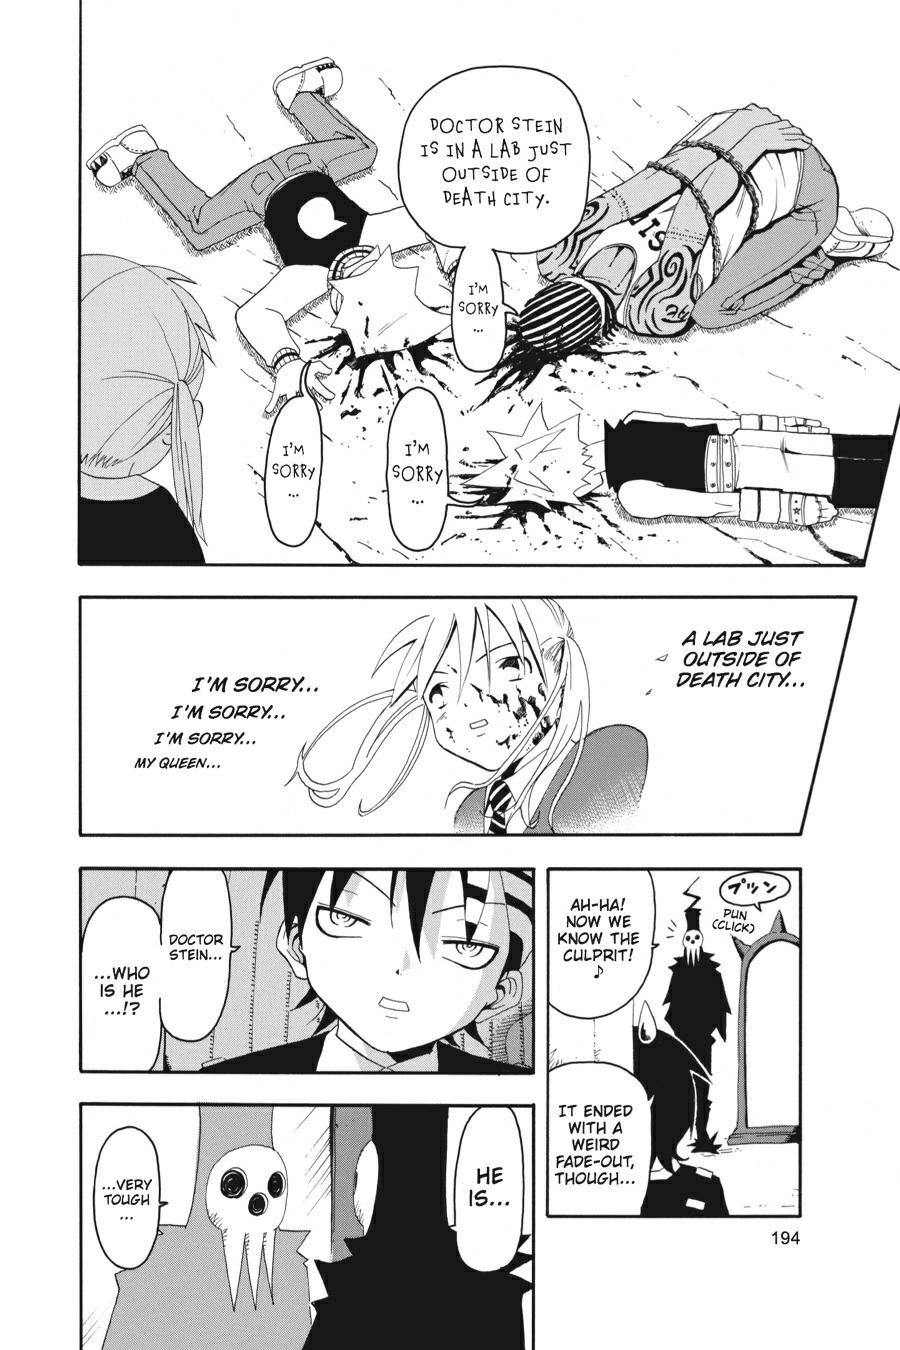 DOCTOR STEIN
IS IN A LAB JUST
OUTSIDE OF
DEATH CITY.
I'M
SORRY
...
I'M
SORRY
...
I'M
SORRY
...
LIS
A LAB JUST
OUTSIDE OF
DEATH CITY...
I'M SORRY...
I'M SORRY...
I'M SORRY...
MY QUEEN...
プツン
PUN
(CLICK)
AH-HA!
NOW WE
KNOW THE
CULPRIT!
♪
IT ENDED
WITH A
WEIRD
FADE-OUT,
THOUGH...
DOCTOR
STEIN...
...WHO
IS HE
...!?
HE
IS...
...VERY
TOUGH
...
194